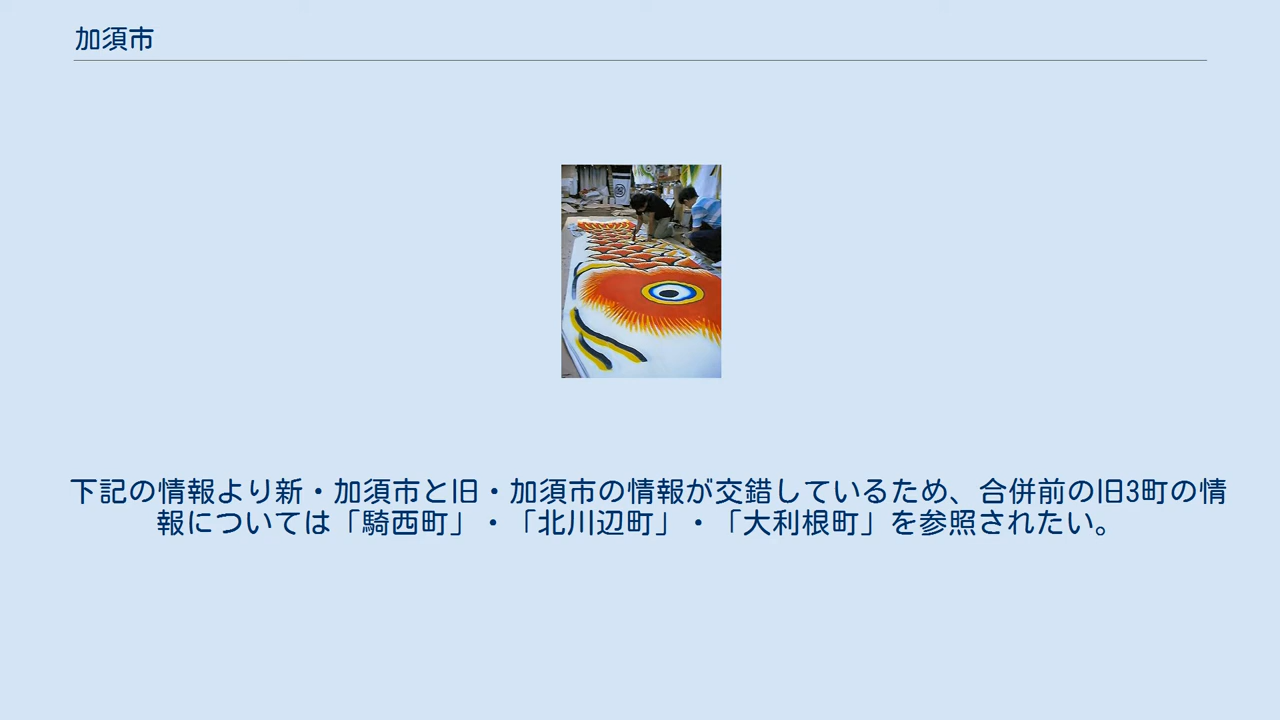 加須市
下記の情報より新・加須市と旧・加須市の情報が交錯しているため、合併前の旧3町の情
報については「騎西町」・「北川辺町」・「大利根町」を参照されたい。